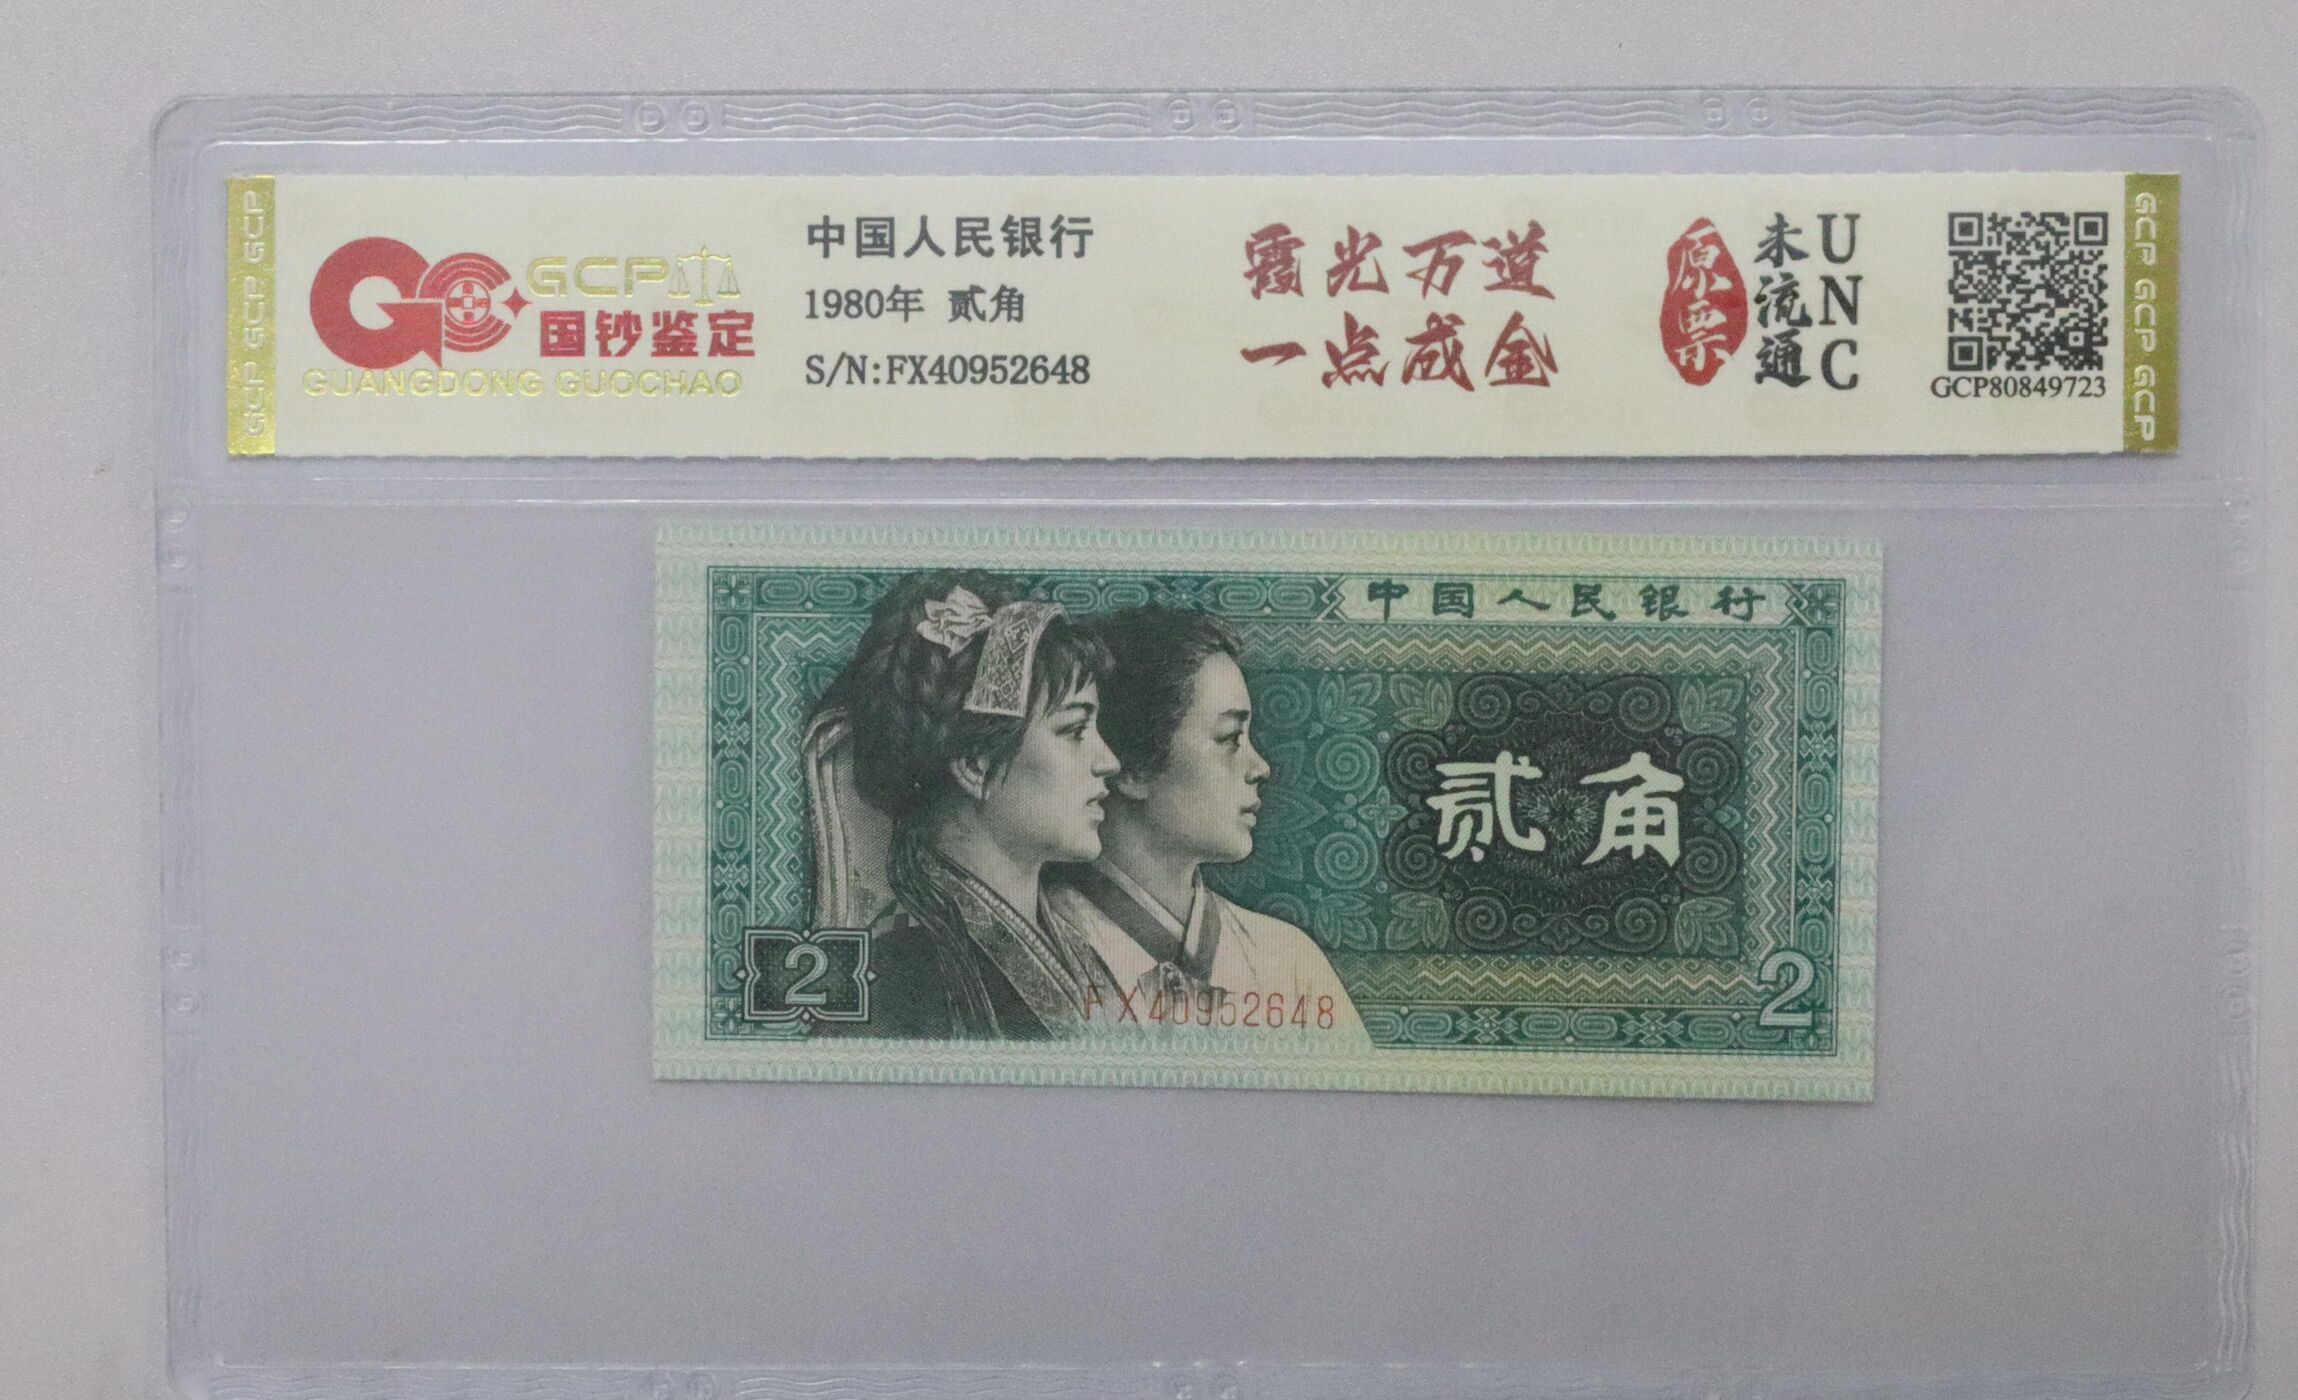 GCP GCP GCP
GCP
国钞鉴定
GUANGDONG GUOCHAO
中国人民银行
1980年 贰角
S/N:FX40952648
霞光万道
一点成金
原票
未流通
UNC
GCP80849723
GCP GCP GCP
中国人民银行
贰角
2
FX40952648
2